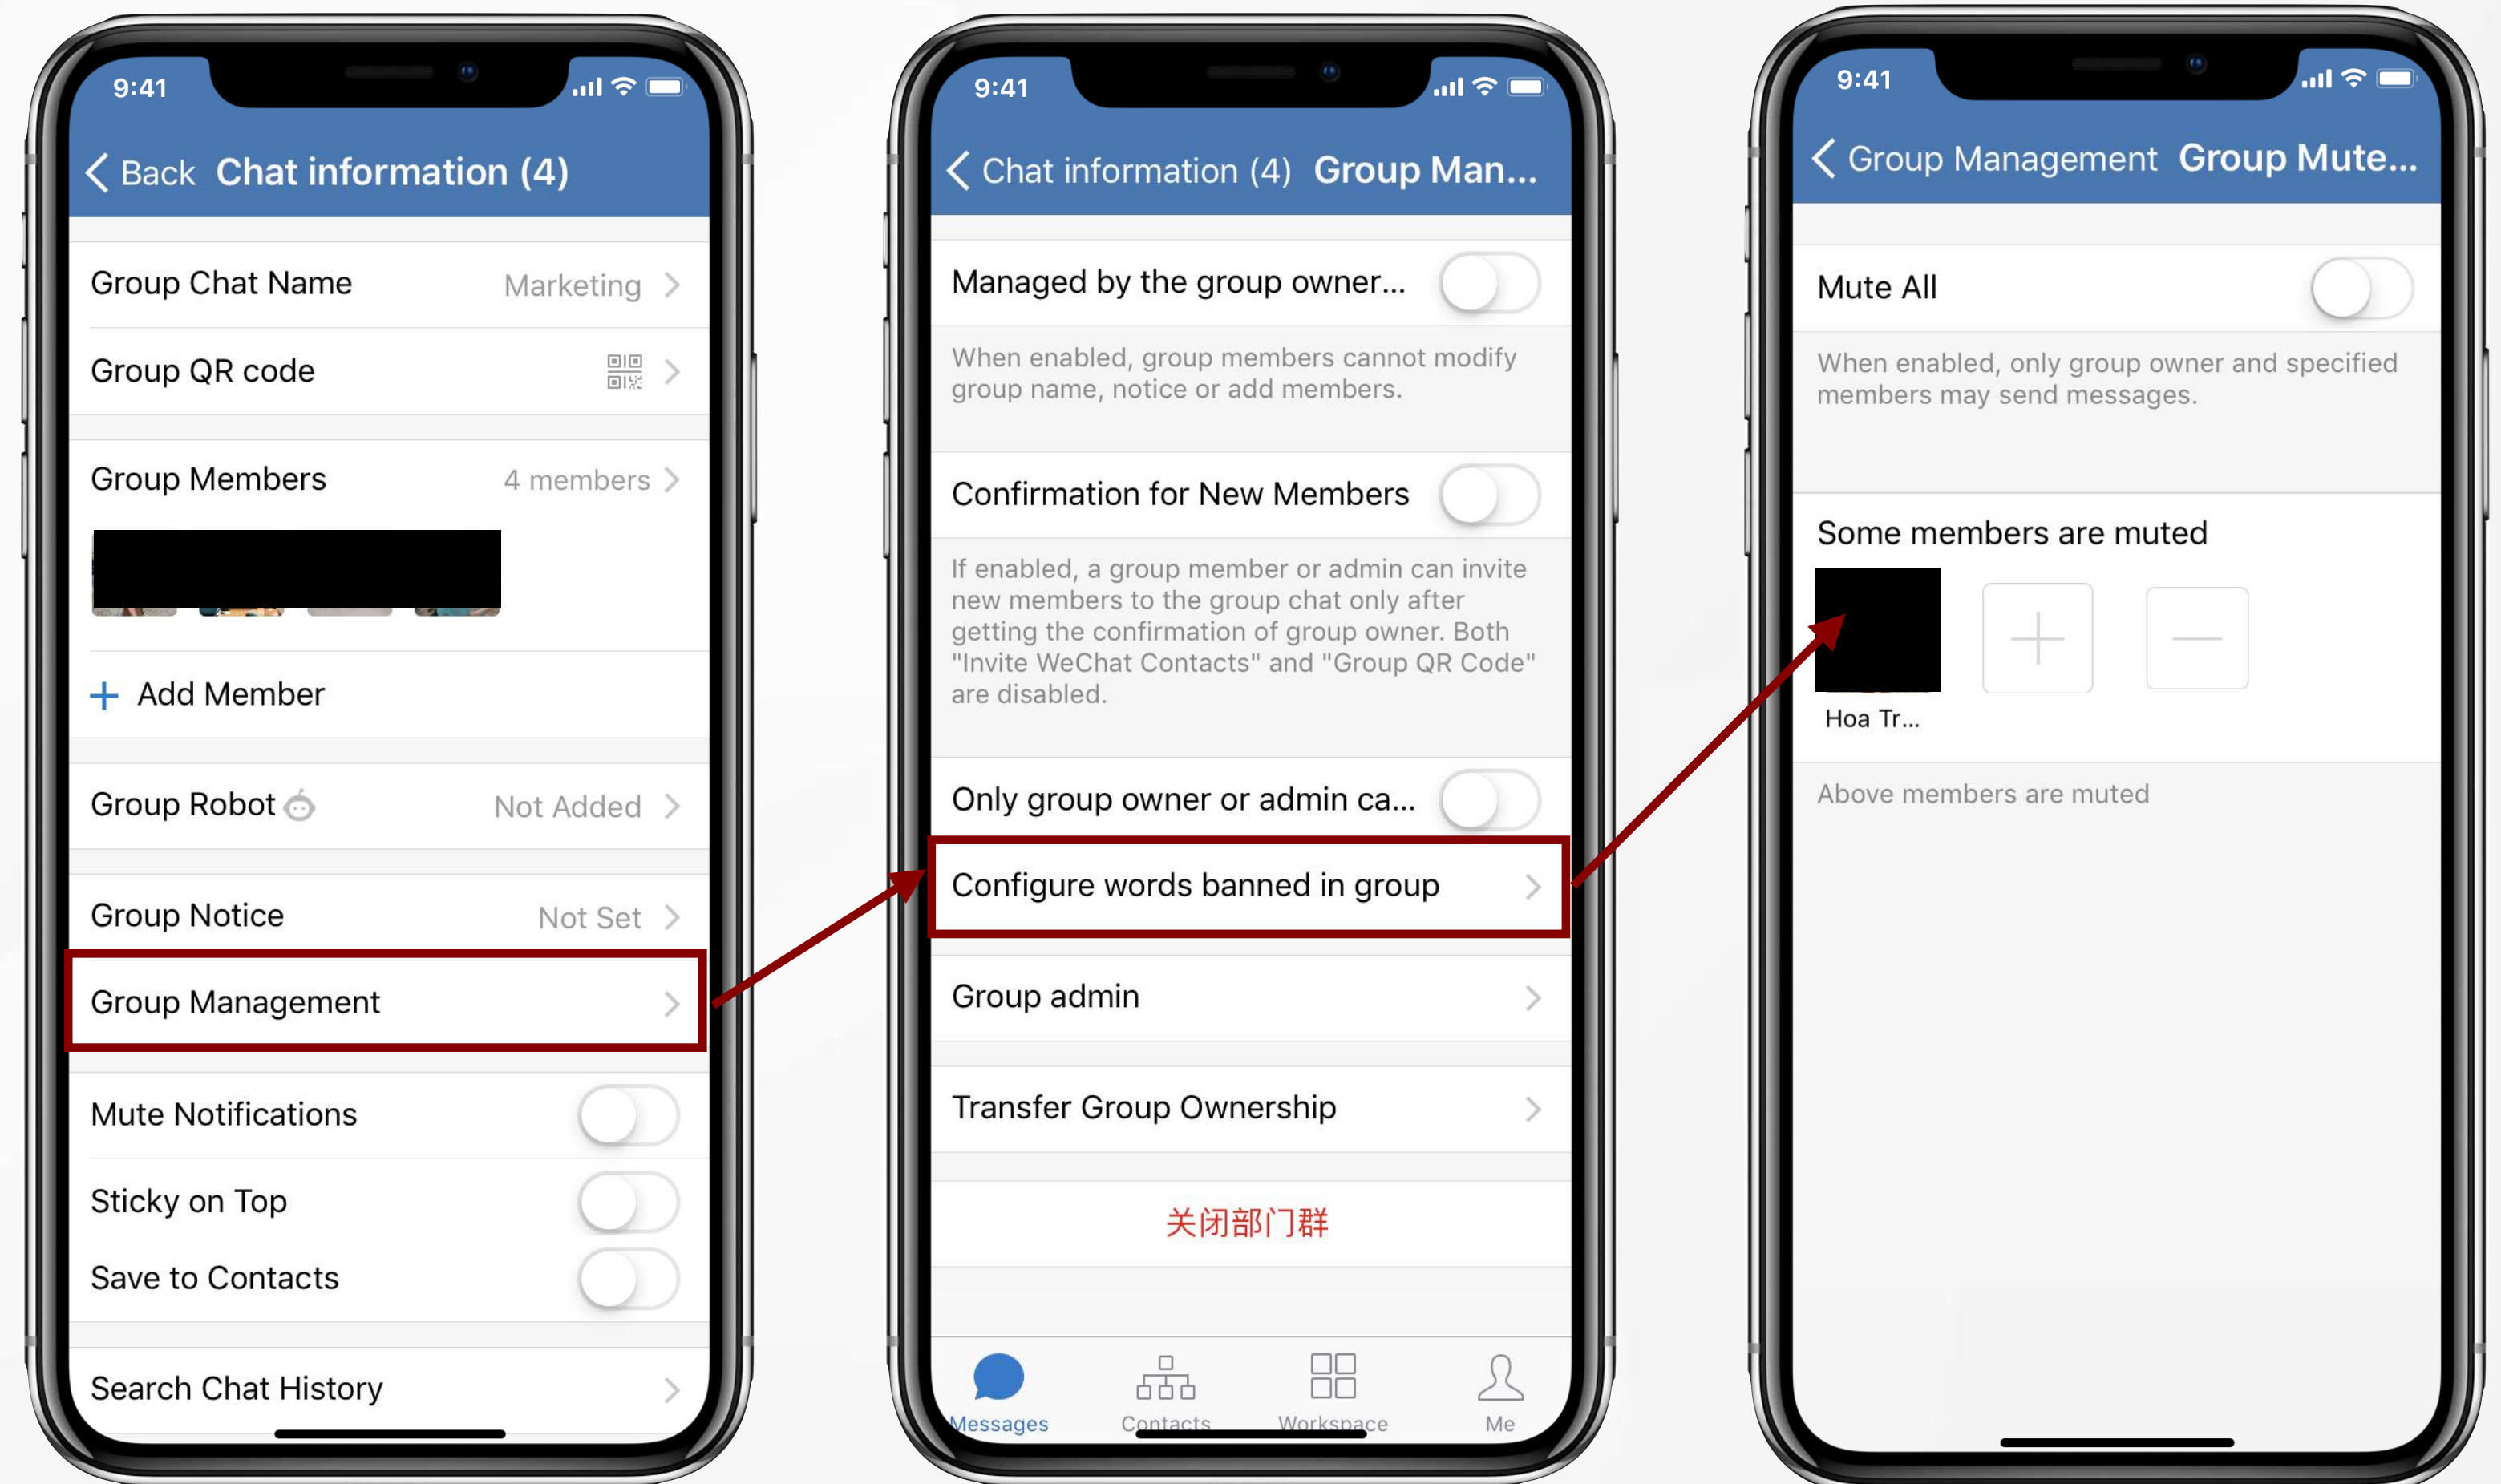 9:41
Back Chat information (4)
Group Chat Name Marketing
Group QR code
Group Members 4 members
Add Member
Group Robot Not Added
Group Notice Not Set
Group Management
Mute Notifications
Sticky on Top
Save to Contacts
Search Chat History
9:41
Chat information (4) Group Man...
Managed by the group owner...
When enabled, group members cannot modify
group name, notice or add members.
Confirmation for New Members
If enabled, a group member or admin can invite
new members to the group chat only after
getting the confirmation of group owner. Both
"Invite WeChat Contacts" and "Group QR Code"
are disabled.
Only group owner or admin ca...
Configure words banned in group
Group admin
Transfer Group Ownership
关闭部门群
Messages Contacts Workspace Me
9:41
Group Management Group Mute...
Mute All
When enabled, only group owner and specified
members may send messages.
Some members are muted
Hoa Tr...
Above members are muted